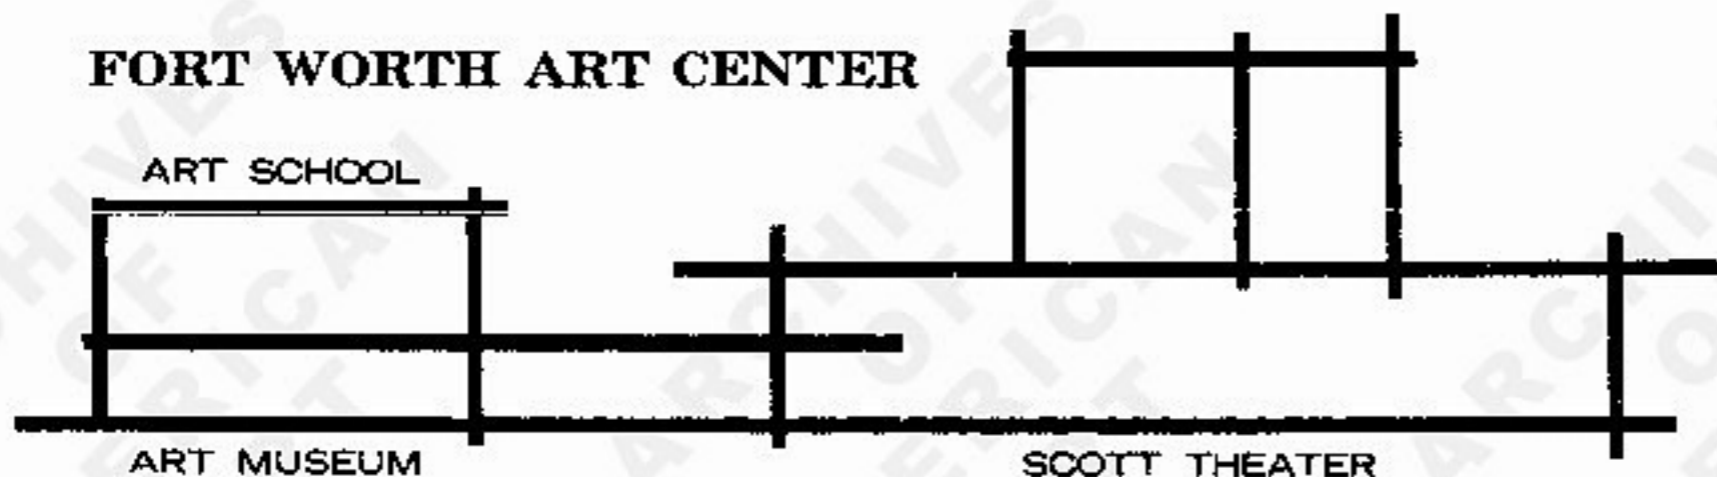 FORT WORTH ART CENTER
ART SCHOOL
ART MUSEUM
SCOTT THEATER